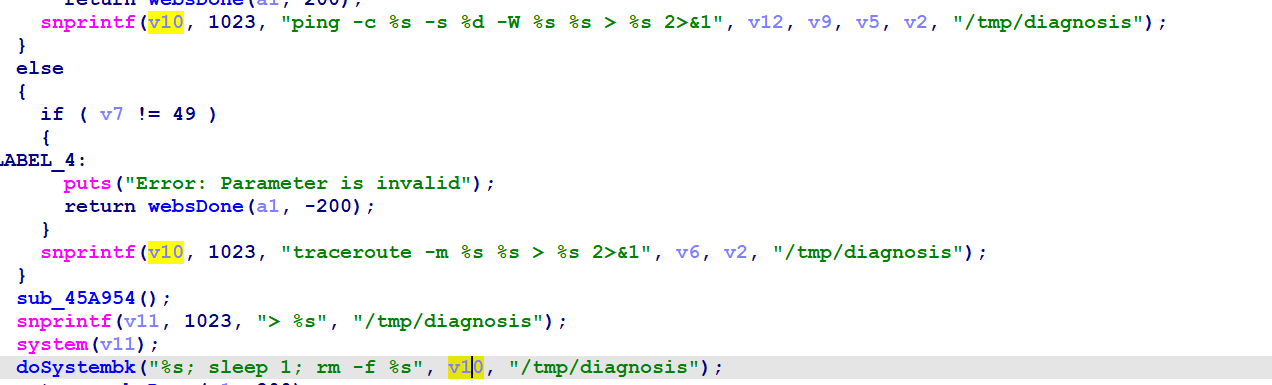 return websDone(a1, 200);
snprintf(v10, 1023, "ping -c %s -s %d -W %s %s > %s 2>&1", v12, v9, v5, v2, "/tmp/diagnosis");
}
else
{
if ( v7 != 49 )
{
LABEL_4:
puts("Error: Parameter is invalid");
return websDone(a1, -200);
}
snprintf(v10, 1023, "traceroute -m %s %s > %s 2>&1", v6, v2, "/tmp/diagnosis");
}
sub_45A954();
snprintf(v11, 1023, "> %s", "/tmp/diagnosis");
system(v11);
doSystembk("%s; sleep 1; rm -f %s", v10, "/tmp/diagnosis");